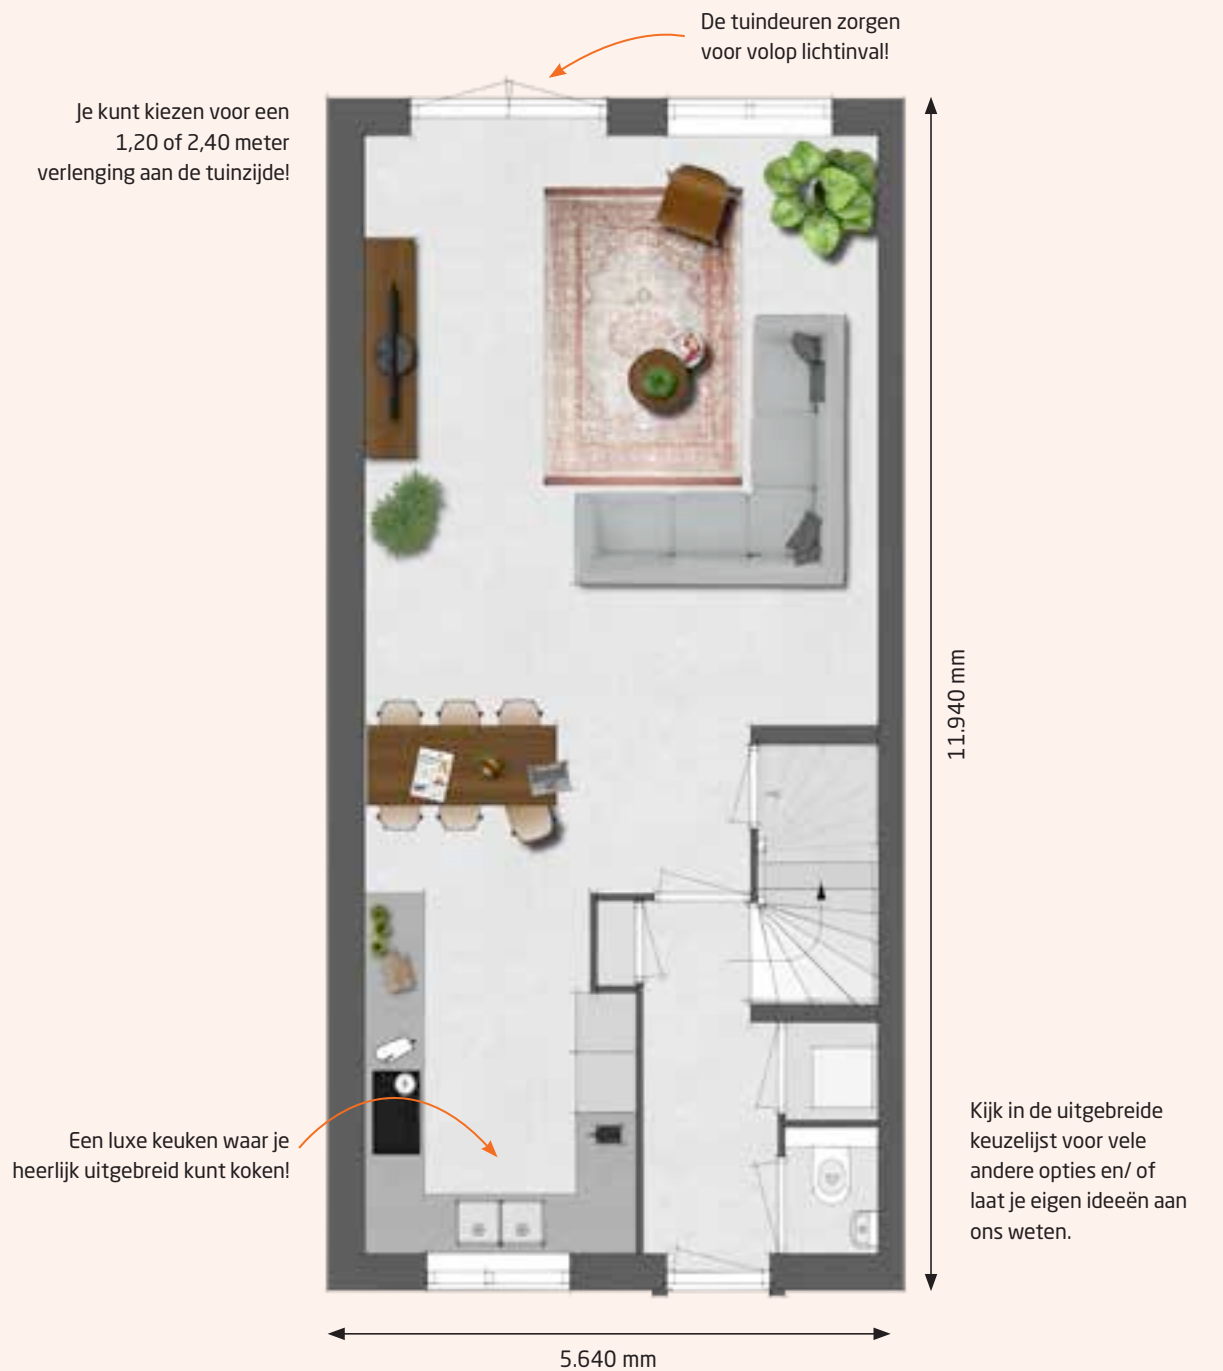 De tuindeuren zorgen
voor volop lichtinval!
Je kunt kiezen voor een
1,20 of 2,40 meter
verlenging aan de tuinzijde!
11.940 mm
Een luxe keuken waar je
heerlijk uitgebreid kunt koken!
Kijk in de uitgebreide
keuzelijst voor vele
andere opties en/ of
laat je eigen ideeën aan
ons weten.
5.640 mm